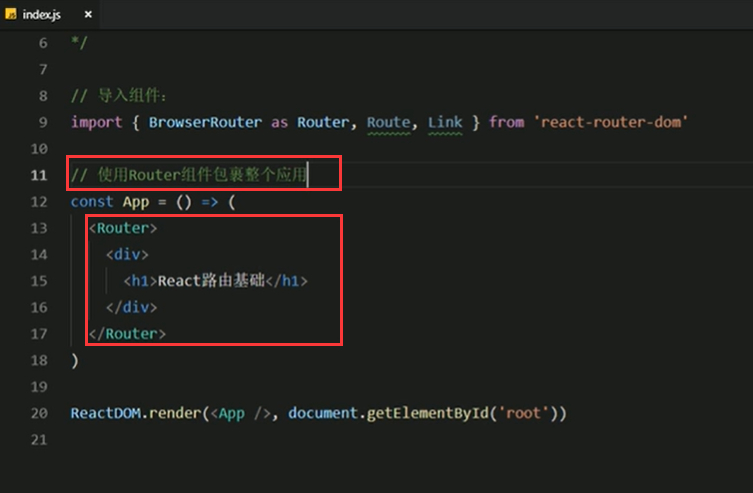 index.js ×
6 */
7
8 // 导入组件:
9 import { BrowserRouter as Router, Route, Link } from 'react-router-dom'
10
11 // 使用Router组件包裹整个应用
12 const App = () => (
13 <Router>
14 <div>
15 <h1>React路由基础</h1>
16 </div>
17 </Router>
18 )
19
20 ReactDOM.render(<App />, document.getElementById('root'))
21